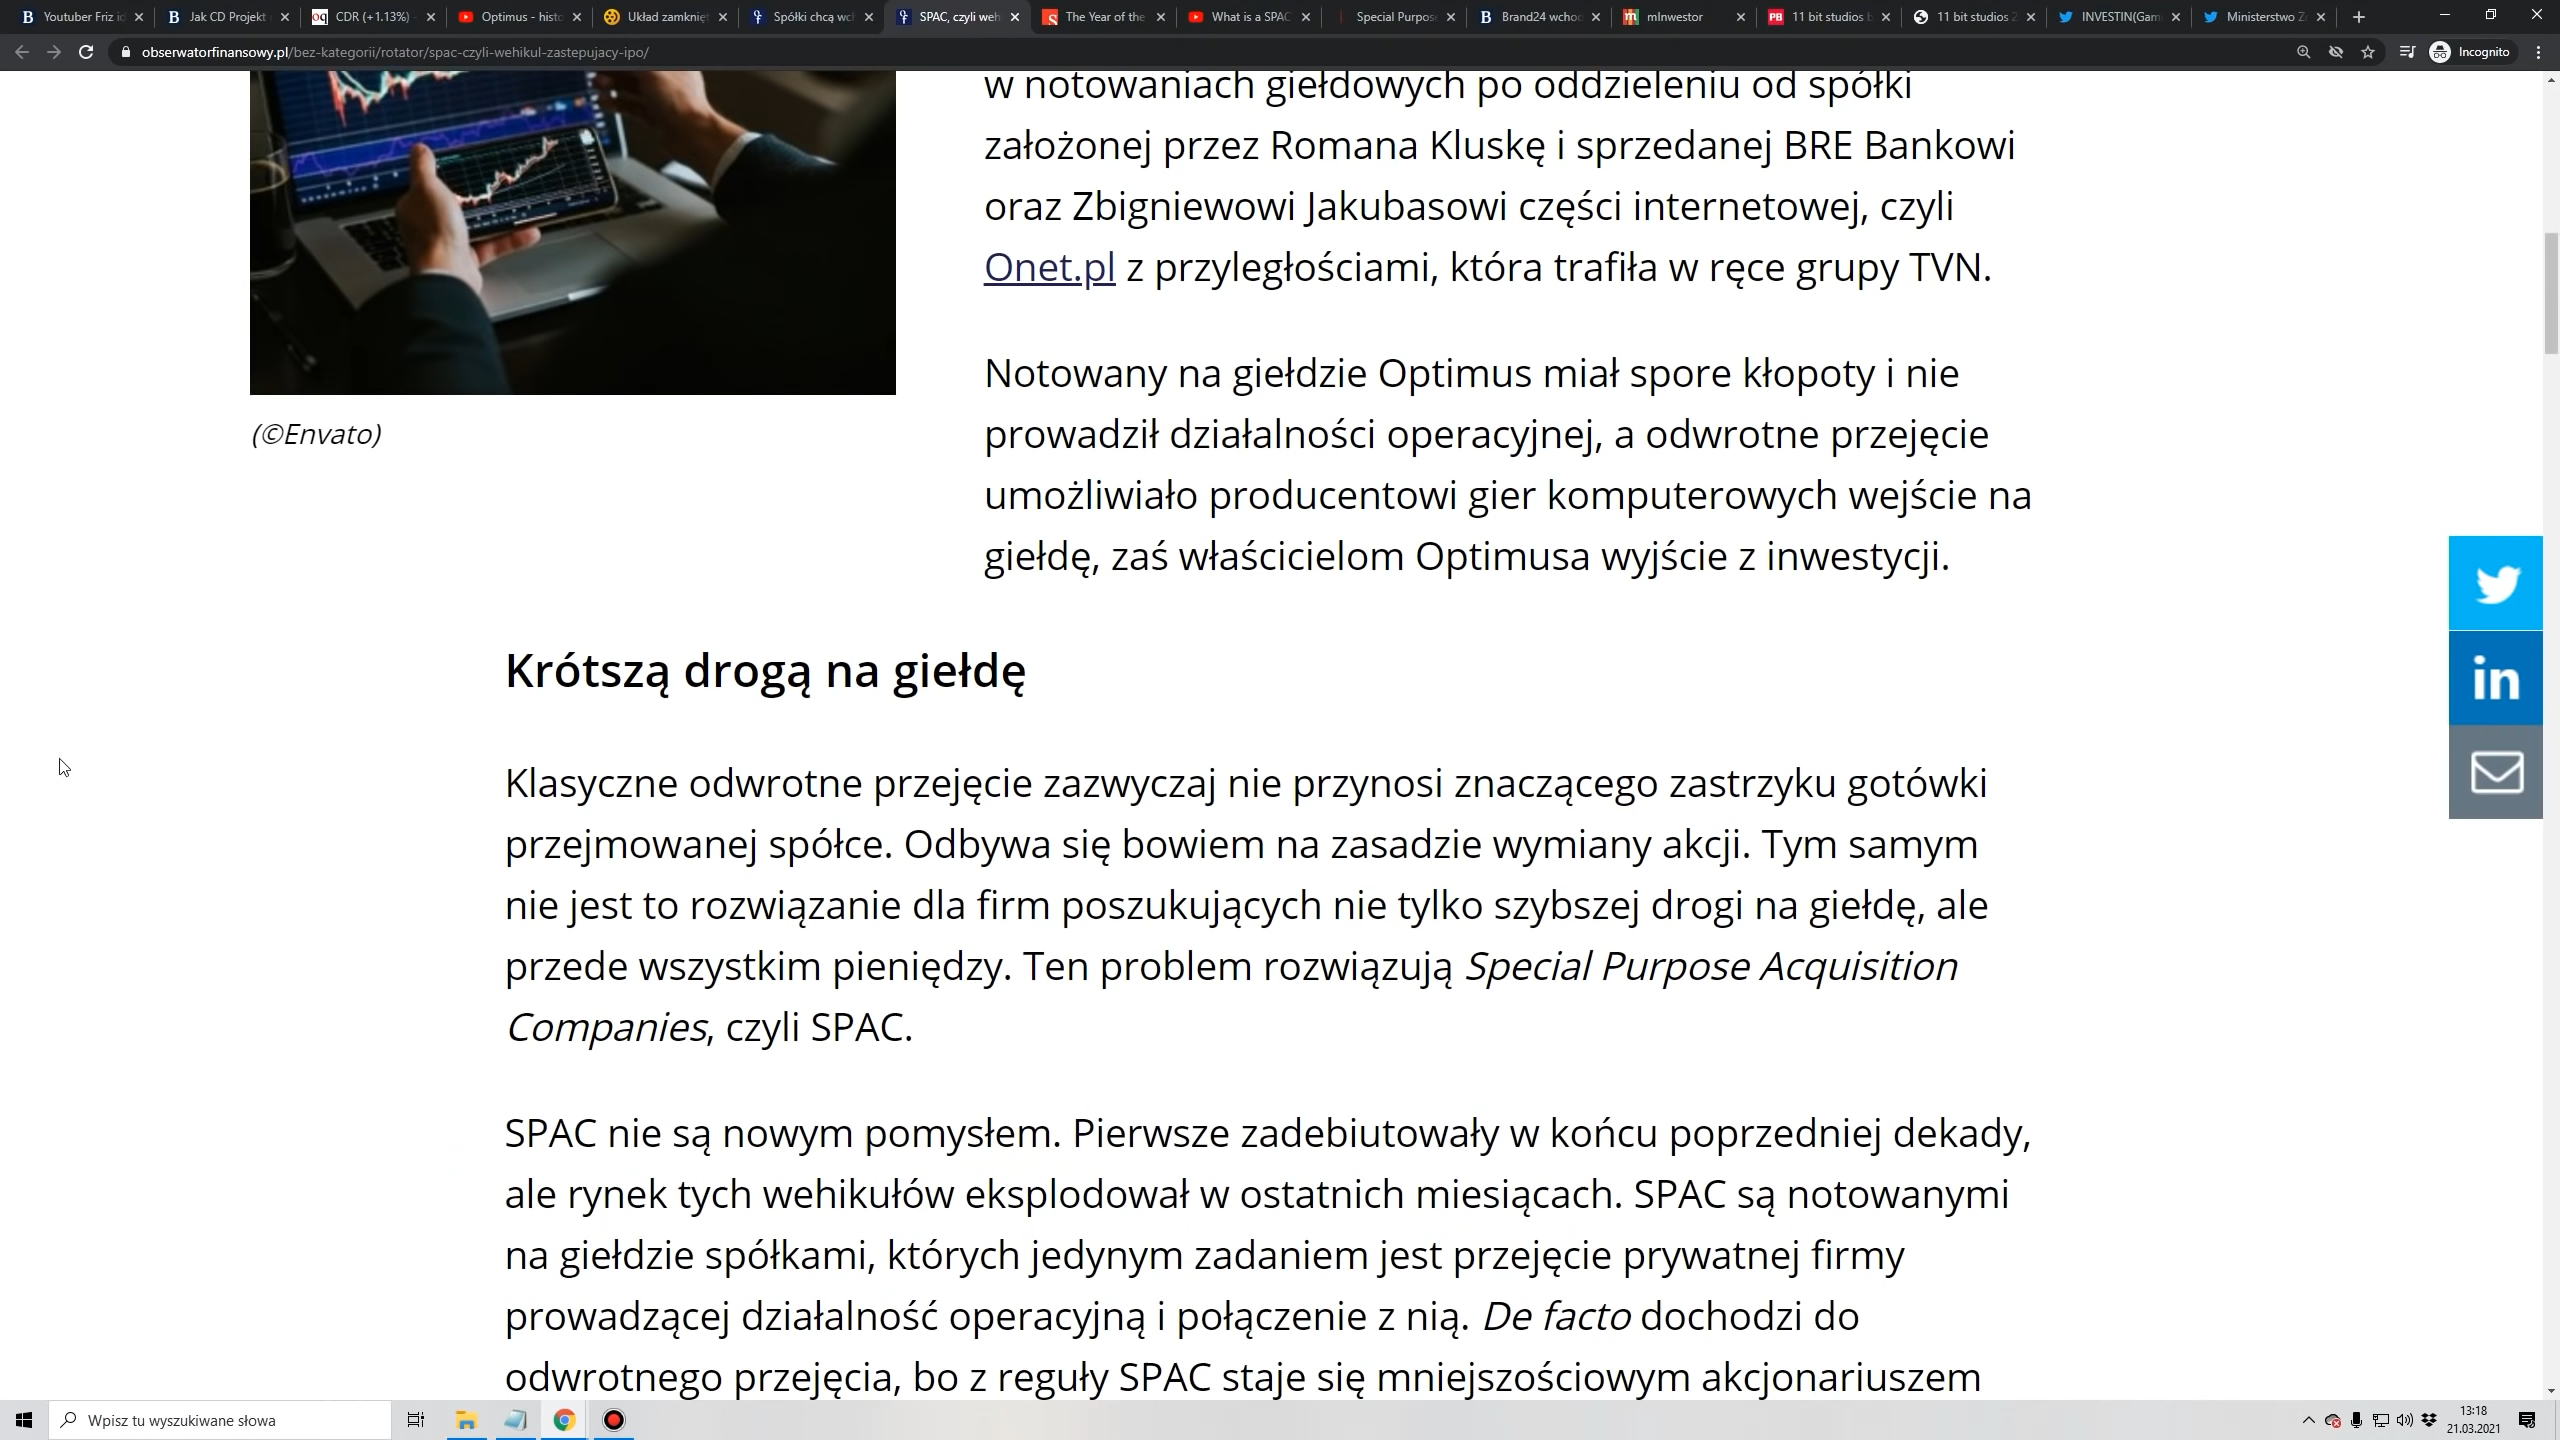 Youtuber Friz i
Jak CD Projekt
CDR (+1.13%)
Optimus - hist
Układ zamknię
Spółki chcą wc
SPAC, czyli weh
The Year of the
What is a SPAC
Special Purpos
Brand24 wcho
mInwestor
11 bit studios
11 bit studios
INVESTIN(Gam
Ministerstwo
obserwatorfinansowy.pl/bez-kategorii/rotator/spac-czyli-wehikul-zastepujacy-ipo/
Incognito
w notowaniach giełdowych po oddzieleniu od spółki
założonej przez Romana Kluskę i sprzedanej BRE Bankowi
oraz Zbigniewowi Jakubasowi części internetowej, czyli
Onet.pl z przyległościami, która trafiła w ręce grupy TVN.
Notowany na giełdzie Optimus miał spore kłopoty i nie
prowadził działalności operacyjnej, a odwrotne przejęcie
umożliwiało producentowi gier komputerowych wejście na
giełdę, zaś właścicielom Optimusa wyjście z inwestycji.
(©Envato)
Krótszą drogą na giełdę
Klasyczne odwrotne przejęcie zazwyczaj nie przynosi znaczącego zastrzyku gotówki
przejmowanej spółce. Odbywa się bowiem na zasadzie wymiany akcji. Tym samym
nie jest to rozwiązanie dla firm poszukujących nie tylko szybszej drogi na giełdę, ale
przede wszystkim pieniędzy. Ten problem rozwiązują Special Purpose Acquisition
Companies, czyli SPAC.
SPAC nie są nowym pomysłem. Pierwsze zadebiutowały w końcu poprzedniej dekady,
ale rynek tych wehikułów eksplodował w ostatnich miesiącach. SPAC są notowanymi
na giełdzie spółkami, których jedynym zadaniem jest przejęcie prywatnej firmy
prowadzącej działalność operacyjną i połączenie z nią. De facto dochodzi do
odwrotnego przejęcia, bo z reguły SPAC staje się mniejszościowym akcjonariuszem
in
Wpisz tu wyszukiwane słowa
13:18
21.03.2021